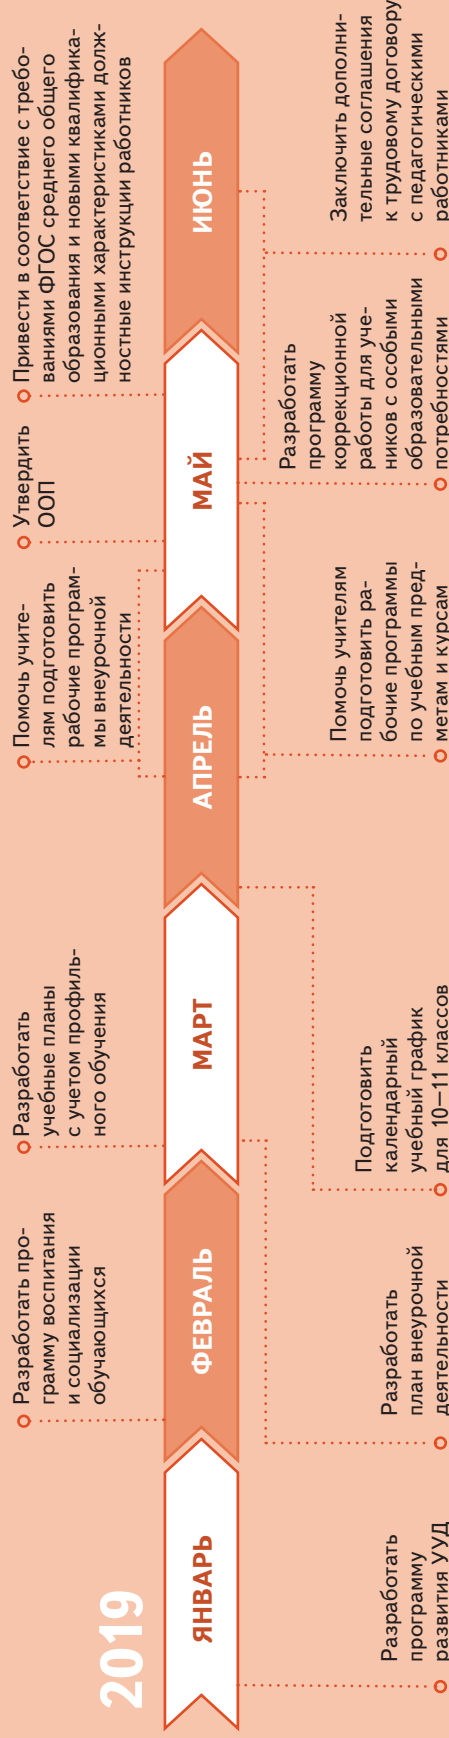 2019
Разработать про-
грамму воспитания
и социализации
обучающихся
Разработать
учебные планы
с учетом профиль-
ного обучения
Помочь учите-
лям подготовить
рабочие програм-
мы внеурочной
деятельности
Утвердить
ООП
Привести в соответствие с требо-
ваниями ФГОС среднего общего
образования и новыми квалифика-
ционными характеристиками долж-
ностные инструкции работников
ЯНВАРЬ
ФЕВРАЛЬ
МАРТ
АПРЕЛЬ
МАЙ
ИЮНЬ
Разработать
программу
развития УУД
Разработать
план внеурочной
деятельности
Подготовить
календарный
учебный график
для 10—11 классов
Помочь учителям
подготовить ра-
бочие программы
по учебным пред-
метам и курсам
Разработать
программу
коррекционной
работы для уче-
ников с особыми
образовательными
потребностями
Заключить дополни-
тельные соглашения
к трудовому договору
с педагогическими
работниками